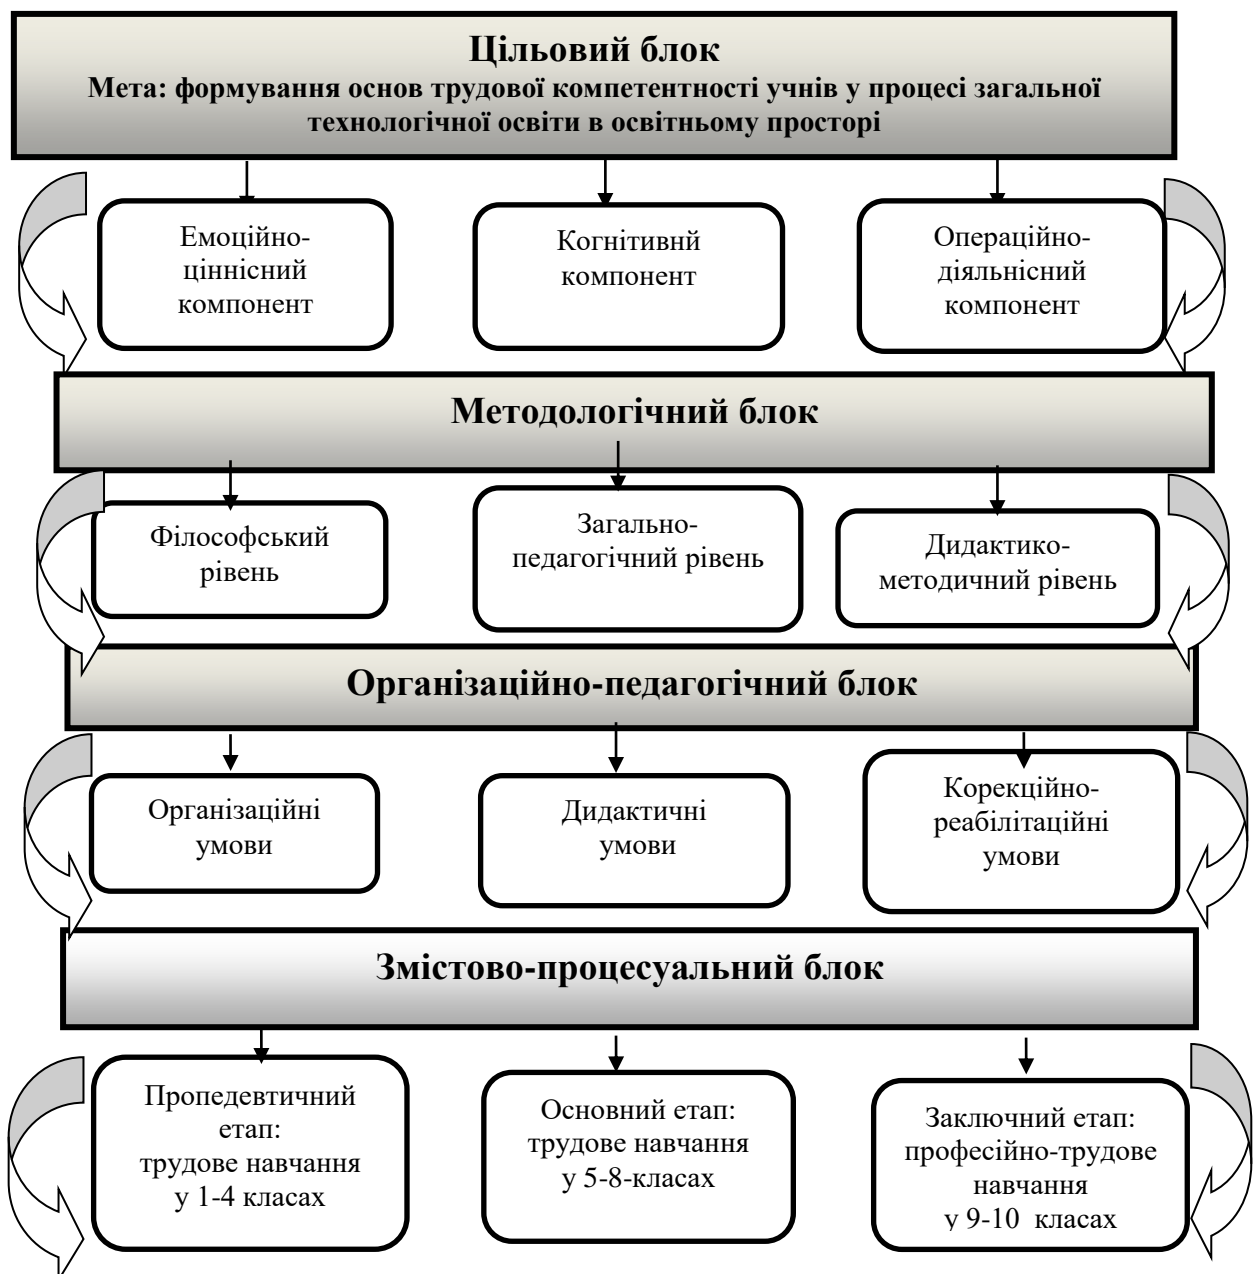 Цільовий блок
Мета: формування основ трудової компетентності учнів у процесі загальної
технологічної освіти в освітньому просторі
Емоційно-
ціннісний
компонент
Когнітивнй
компонент
Операційно-
діяльнісний
компонент
Методологічний блок
Філософський
рівень
Загально-
педагогічний рівень
Дидактико-
методичний рівень
Організаційно-педагогічний блок
Організаційні
умови
Дидактичні
умови
Корекційно-
реабілітаційні
умови
Змістово-процесуальний блок
Пропедевтичний
етап:
трудове навчання
у 1-4 класах
Основний етап:
трудове навчання
у 5-8-класах
Заключний етап:
професійно-трудове
навчання
у 9-10 класах